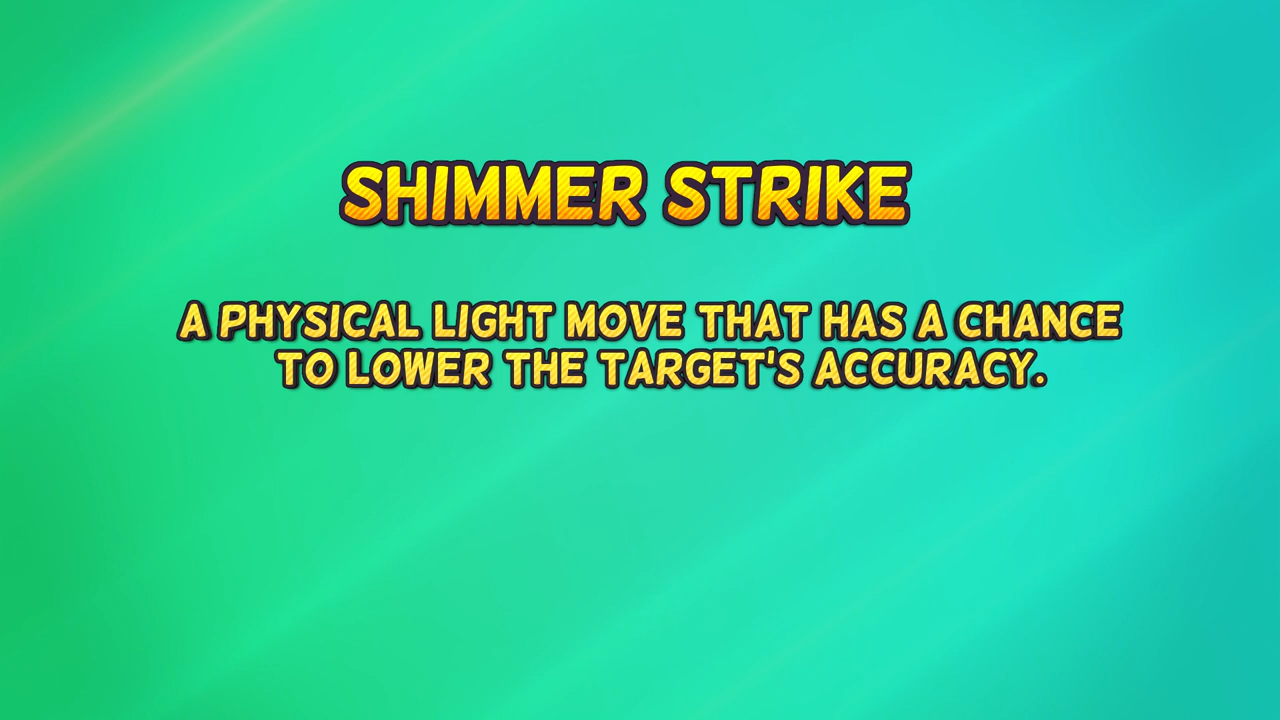 SHIMMER STRIKE
A PHYSICAL LIGHT MOVE THAT HAS A CHANCE
TO LOWER THE TARGET'S ACCURACY.